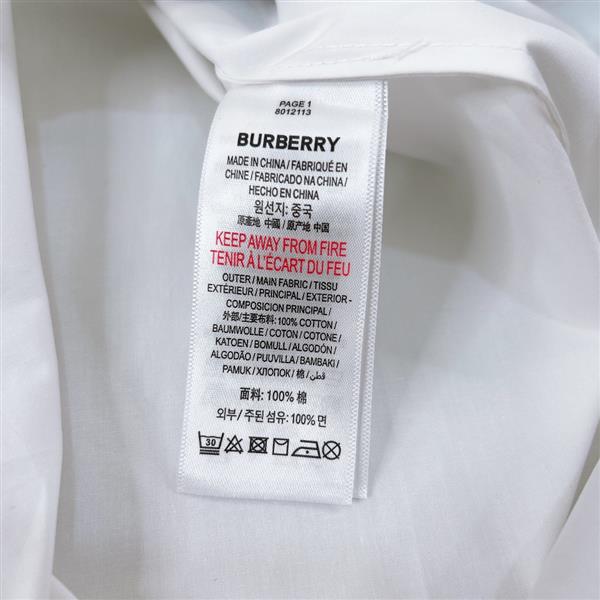 PAGE 1
8012113
BURBERRY
MADE IN CHINA / FABRIQUÉ EN
CHINE / FABRICADO NA CHINA /
HECHO EN CHINA
원선지: 중국
原產地 中國 / 原产地 中国
KEEP AWAY FROM FIRE
TENIR À L'ÉCART DU FEU
OUTER / MAIN FABRIC / TISSU
EXTÉRIEUR / PRINCIPAL / EXTERIOR -
COMPOSICION PRINCIPAL /
外部/主要布料: 100% COTTON /
BAUMWOLLE / COTON / COTONE /
KATOEN / BOMULL / ALGODÓN /
ALGODÃO / PUUVILLA / BAMBAKI /
PAMUK / ХЛОПОК / 棉 / قطن
面料: 100% 棉
외부 / 주된 섬유: 100% 면
30